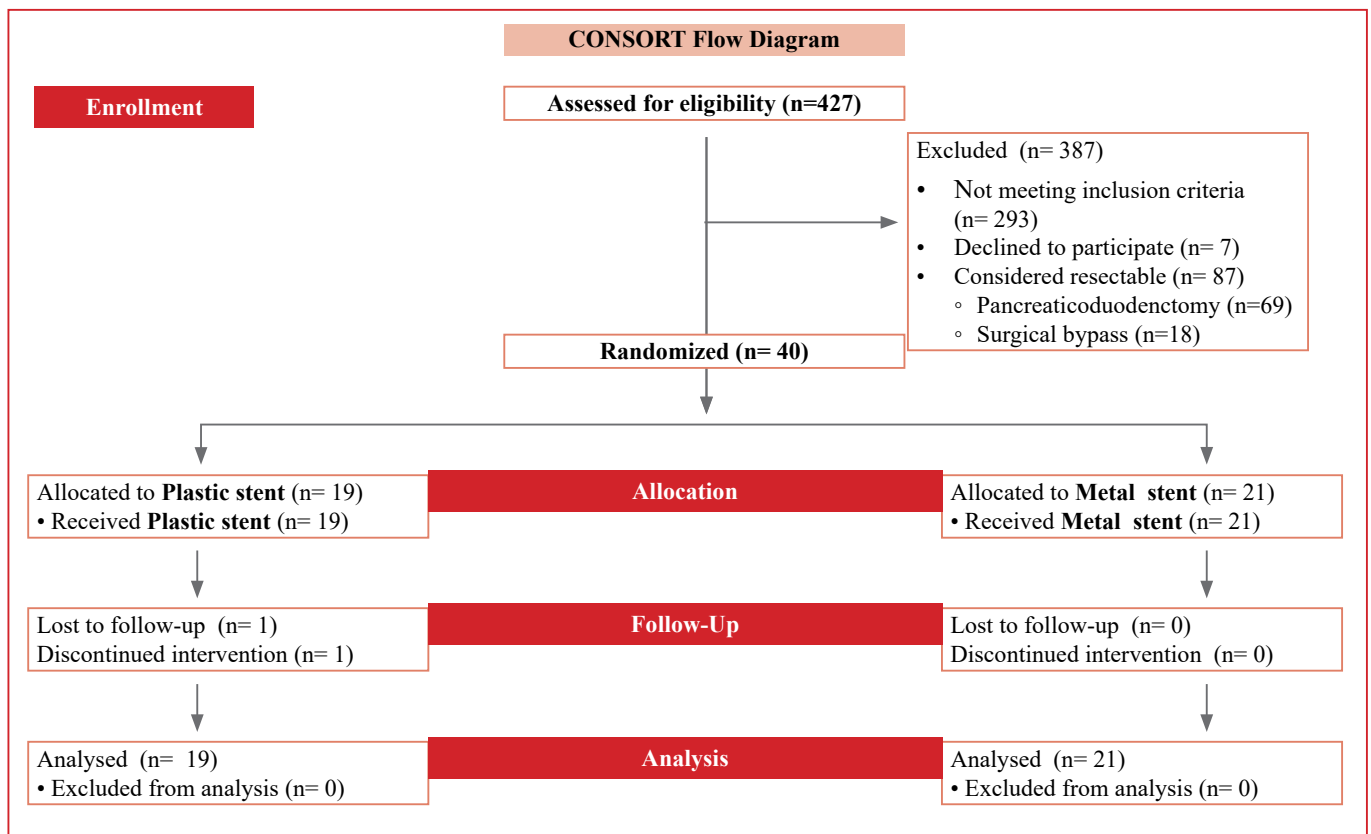 CONSORT Flow Diagram
Enrollment
Assessed for eligibility (n=427)
Excluded (n= 387)
• Not meeting inclusion criteria
(n= 293)
• Declined to participate (n= 7)
• Considered resectable (n= 87)
◦ Pancreaticoduodenctomy (n=69)
◦ Surgical bypass (n=18)
Randomized (n= 40)
Allocated to Plastic stent (n= 19)
• Received Plastic stent (n= 19)
Allocation
Allocated to Metal stent (n= 21)
• Received Metal stent (n= 21)
Lost to follow-up (n= 1)
Discontinued intervention (n= 1)
Follow-Up
Lost to follow-up (n= 0)
Discontinued intervention (n= 0)
Analysed (n= 19)
• Excluded from analysis (n= 0)
Analysis
Analysed (n= 21)
• Excluded from analysis (n= 0)